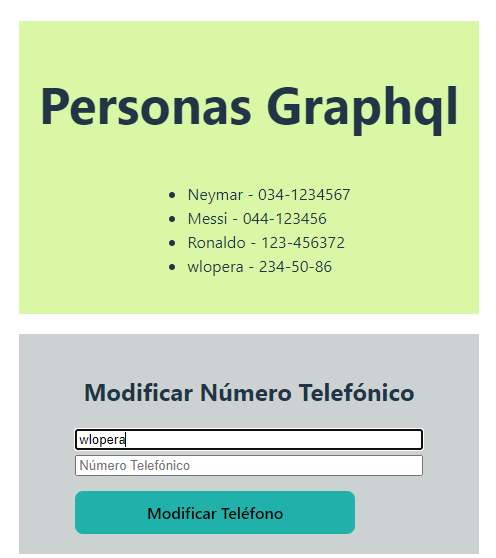 Personas Graphql
Neymar - 034-1234567
Messi - 044-123456
Ronaldo - 123-456372
wlopera - 234-50-86
Modificar Número Telefónico
wlopera
Número Telefónico
Modificar Teléfono